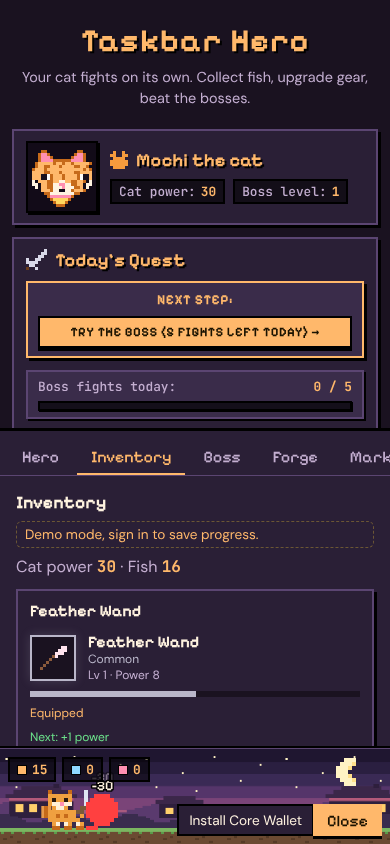 Taskbar Hero
Your cat fights on its own. Collect fish, upgrade gear,
beat the bosses.
Mochi the cat
Cat power: 30 Boss level: 1
Today's Quest
NEXT STEP:
TRY THE BOSS (5 FIGHTS LEFT TODAY) →
Boss fights today: 0 / 5
Hero Inventory Boss Forge Mark
Inventory
Demo mode, sign in to save progress.
Cat power 30 · Fish 16
Feather Wand
Feather Wand
Common
Lv 1 · Power 8
Equipped
Next: +1 power
15 0 0
-30
Install Core Wallet Close